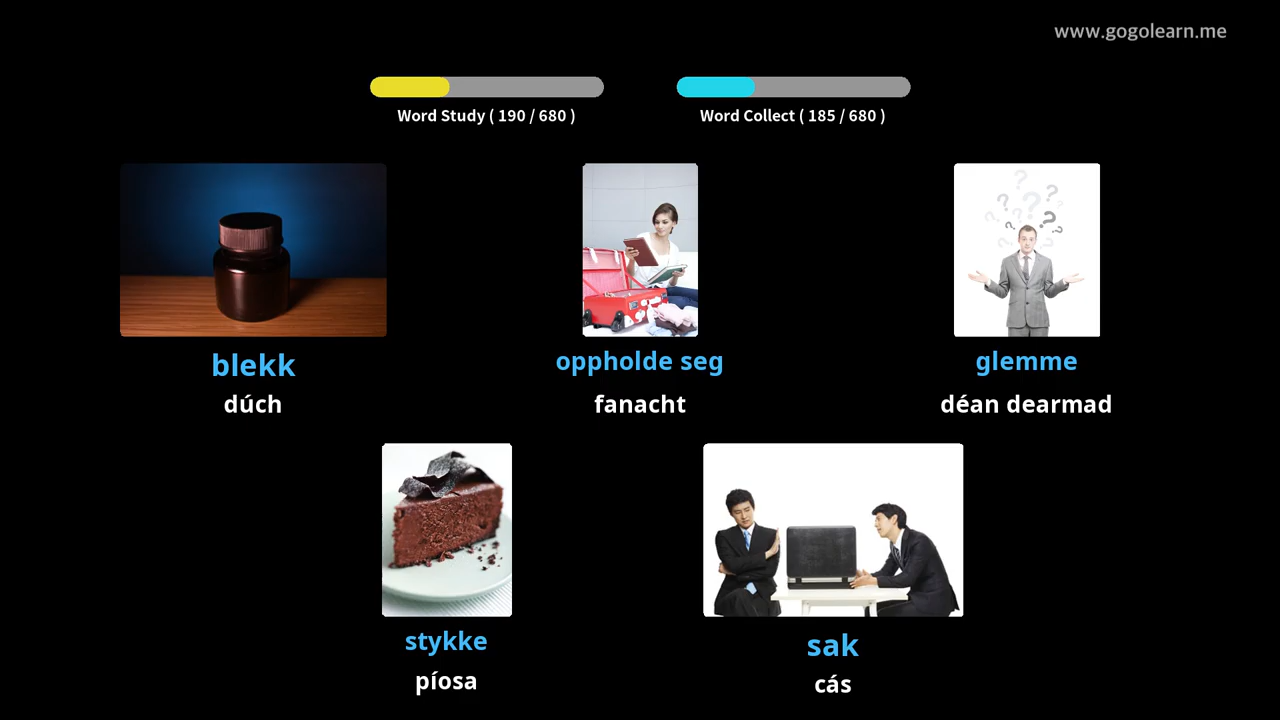 www.gogolearn.me
Word Study ( 190 / 680 )
Word Collect ( 185 / 680 )
blekk
dúch
oppholde seg
fanacht
glemme
déan dearmad
stykke
píosa
sak
cás